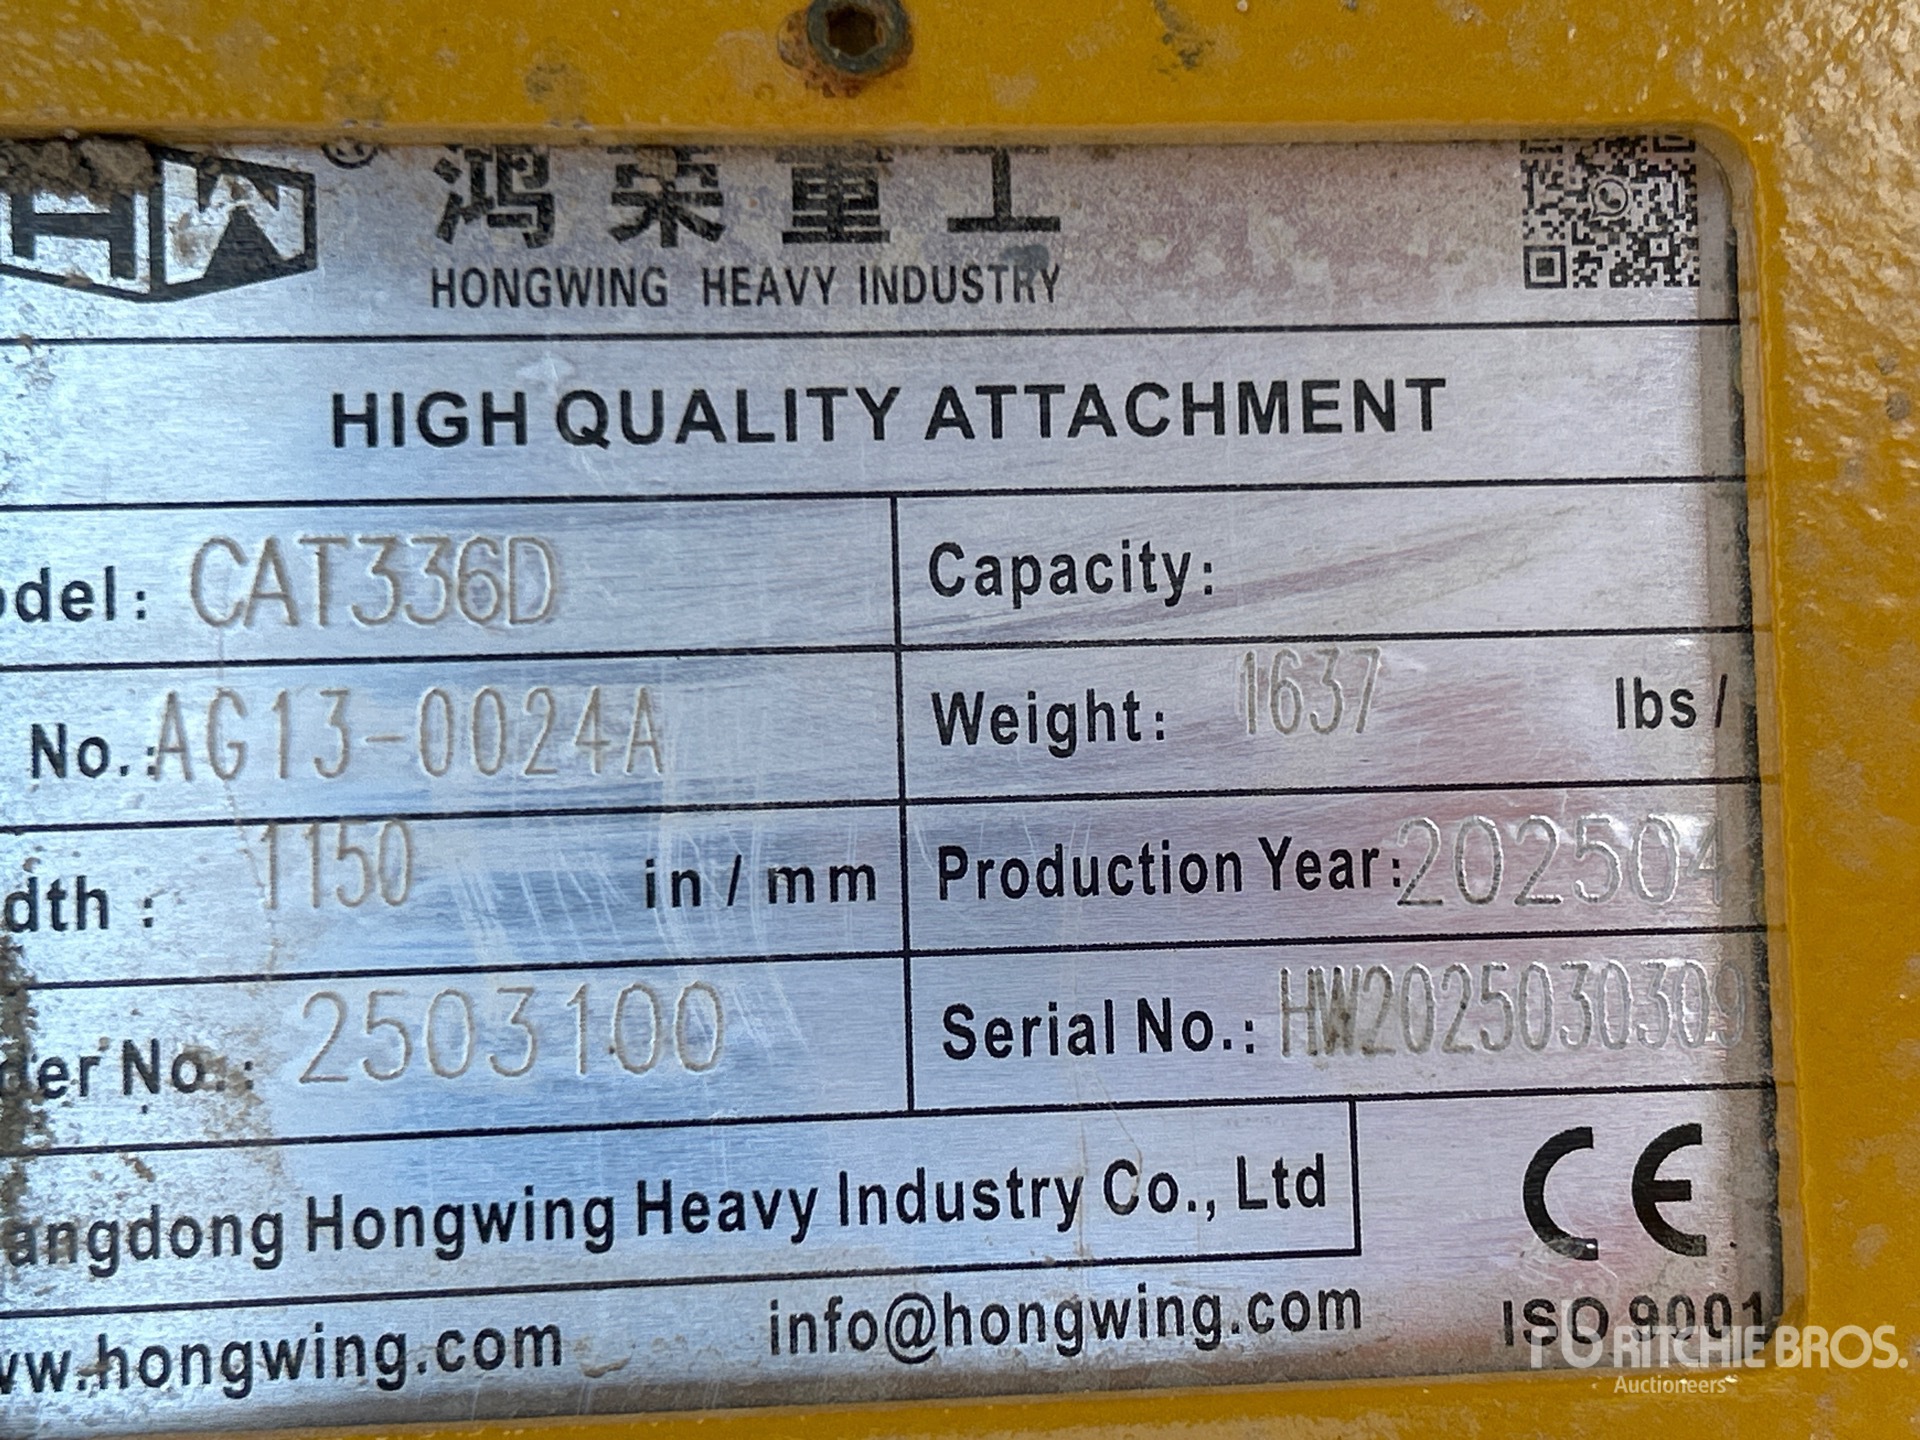 HW ® 鸿荣重工
HONGWING HEAVY INDUSTRY
HIGH QUALITY ATTACHMENT
odel: CAT336D Capacity:
No.: AG13-0024A Weight: 1637 lbs /
dth : 1150 in / mm Production Year: 202504
der No.: 2503100 Serial No.: HW2025030309
angdong Hongwing Heavy Industry Co., Ltd
CE
ww.hongwing.com info@hongwing.com ISO 9001
RITCHIE BROS.
Auctioneers